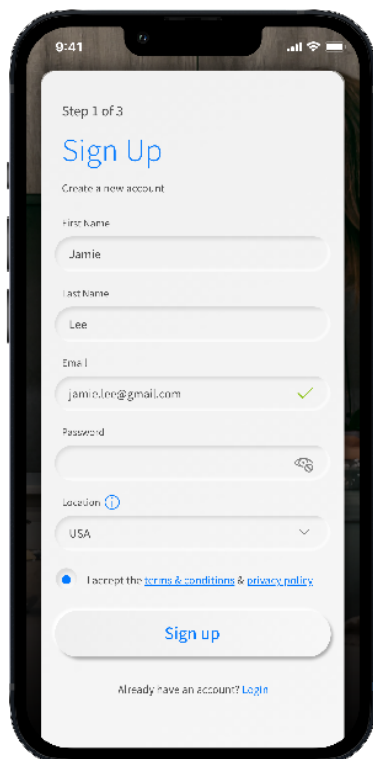 9:41
Step 1 of 3
Sign Up
Create a new account
First Name
Jamie
Last Name
Lee
Email
jamie.lee@gmail.com
Password
Location
USA
I accept the terms & conditions & privacy policy
Sign up
Already have an account? Login